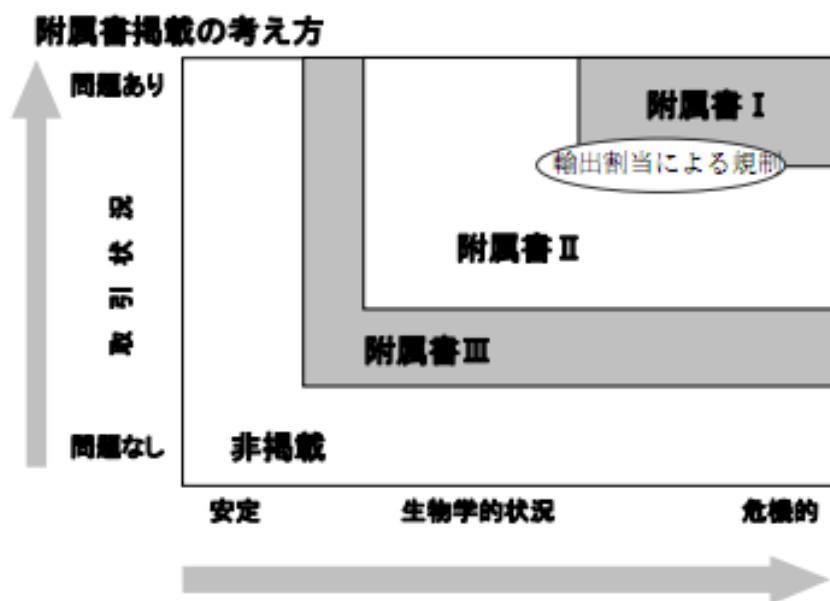 附属書掲載の考え方
問題あり
附属書Ⅰ
輸出割当による規制
取引状況
附属書Ⅱ
附属書Ⅲ
問題なし
非掲載
安定
生物学的状況
危機的